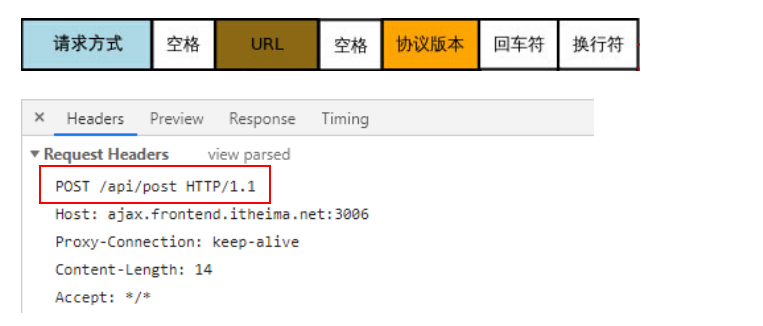 请求方式 空格 URL 空格 协议版本 回车符 换行符
× Headers Preview Response Timing
▼ Request Headers view parsed
POST /api/post HTTP/1.1
Host: ajax.frontend.itheima.net:3006
Proxy-Connection: keep-alive
Content-Length: 14
Accept: */*